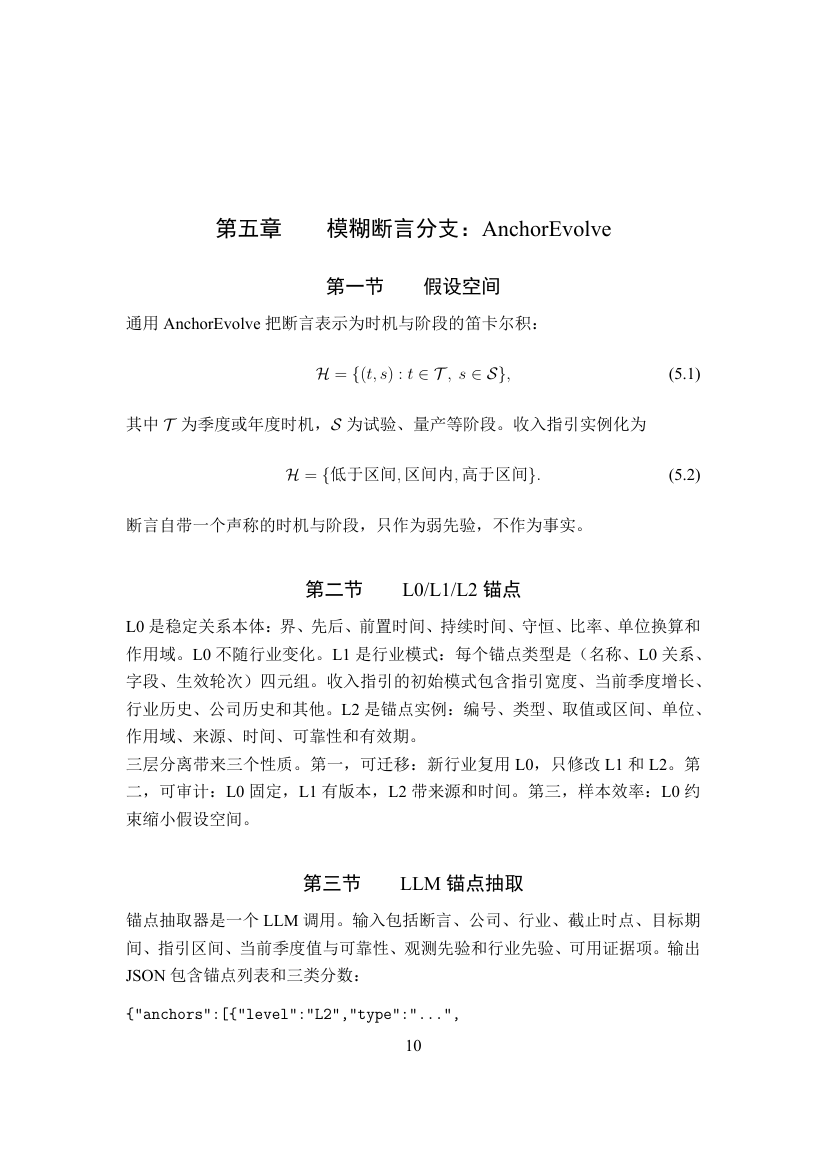 第五章 模糊断言分支：AnchorEvolve
第一节 假设空间
通用 AnchorEvolve 把断言表示为时机与阶段的笛卡尔积：
H = {(t, s) : t ∈ T, s ∈ S}, (5.1)
其中 T 为季度或年度时机，S 为试验、量产等阶段。收入指引实例化为
H = {低于区间, 区间内, 高于区间}. (5.2)
断言自带一个声称的时机与阶段，只作为弱先验，不作为事实。
第二节 L0/L1/L2 锚点
L0 是稳定关系本体：界、先后、前置时间、持续时间、守恒、比率、单位换算和
作用域。L0 不随行业变化。L1 是行业模式：每个锚点类型是（名称、L0 关系、
字段、生效轮次）四元组。收入指引的初始模式包含指引宽度、当前季度增长、
行业历史、公司历史和其他。L2 是锚点实例：编号、类型、取值或区间、单位、
作用域、来源、时间、可靠性和有效期。
三层分离带来三个性质。第一，可迁移：新行业复用 L0，只修改 L1 和 L2。第
二，可审计：L0 固定，L1 有版本，L2 带来源和时间。第三，样本效率：L0 约
束缩小假设空间。
第三节 LLM 锚点抽取
锚点抽取器是一个 LLM 调用。输入包括断言、公司、行业、截止时点、目标期
间、指引区间、当前季度值与可靠性、观测先验和行业先验、可用证据项。输出
JSON 包含锚点列表和三类分数：
{"anchors":[{"level":"L2","type":"...",
10